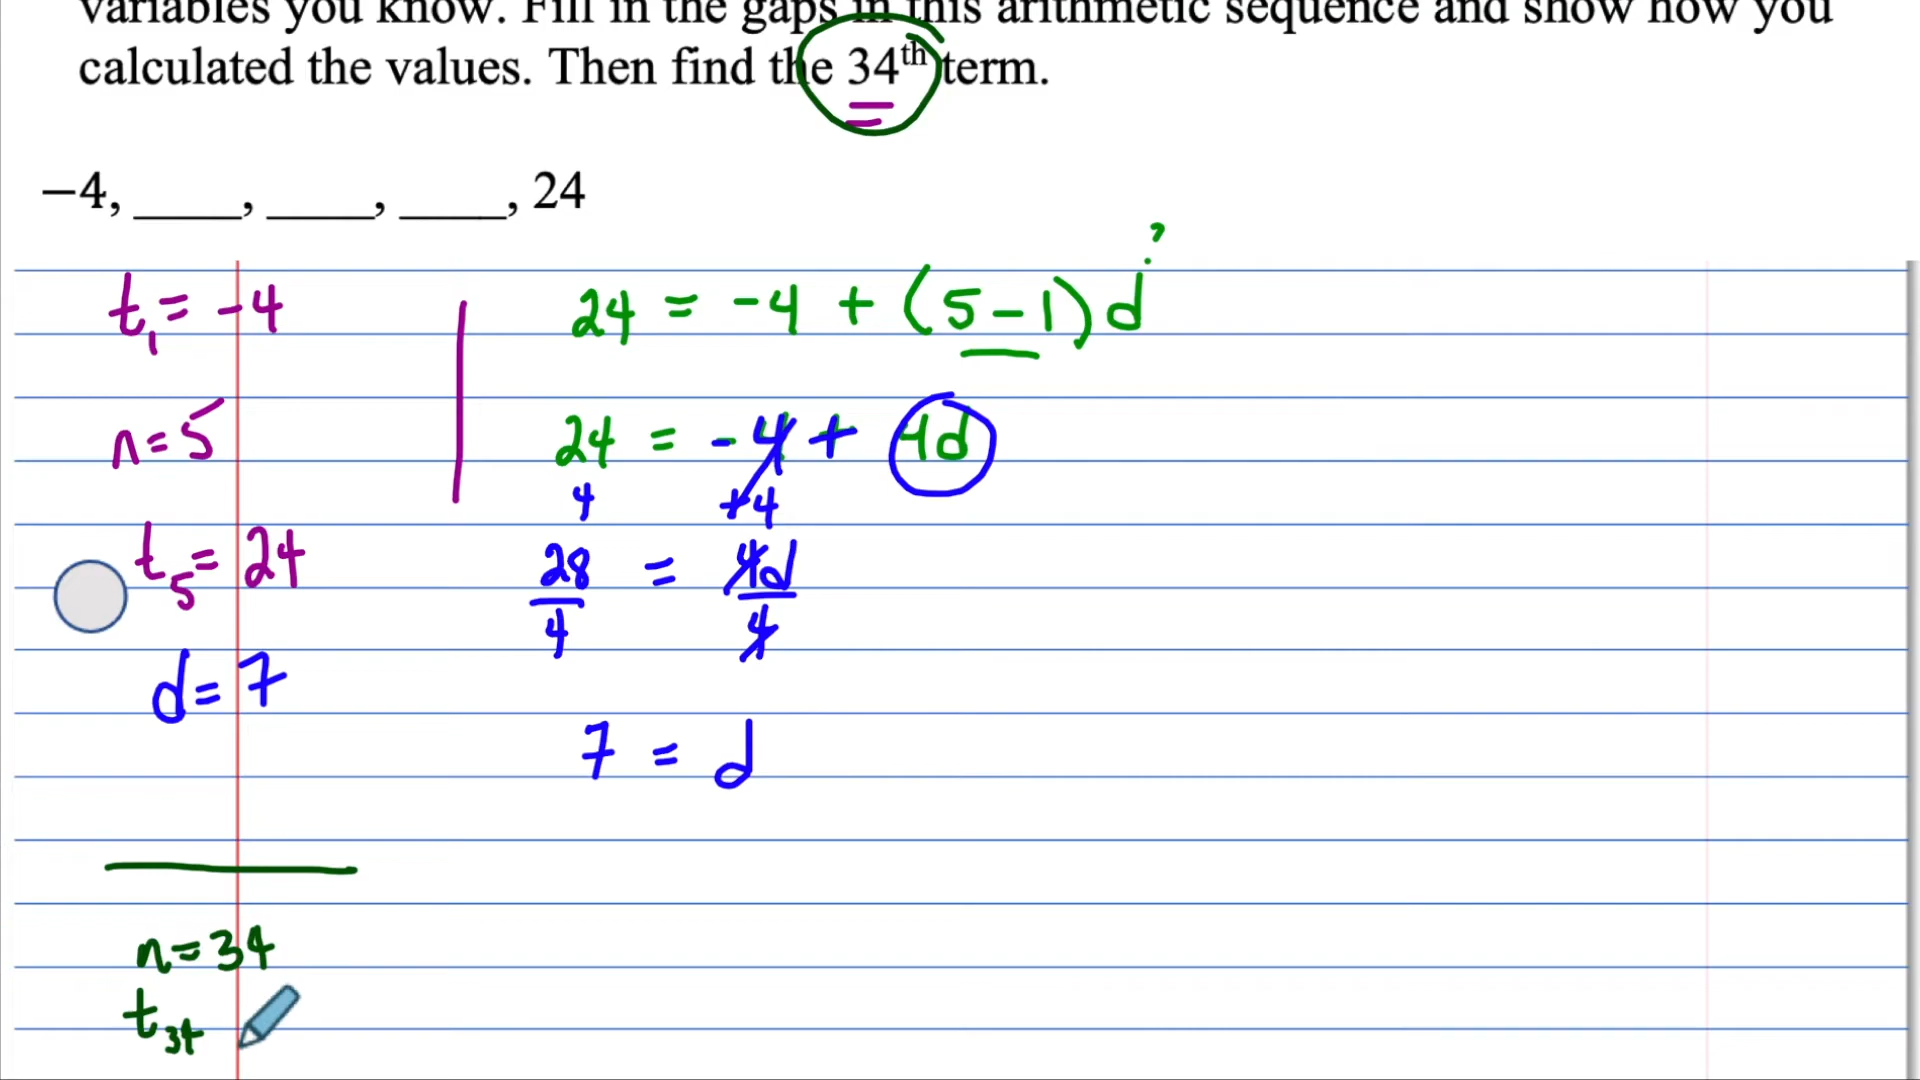 variables you know. Fill in the gaps in this arithmetic sequence and show how you
calculated the values. Then find the 34th term.
−4, ____, ____, ____, 24
t1 = -4
n=5
t5 = 24
d=7
24 = -4 + (5-1)d ?
24 = -4 + 4d
4 +4
28/4 = 4d/4
7 = d
n=34
t34